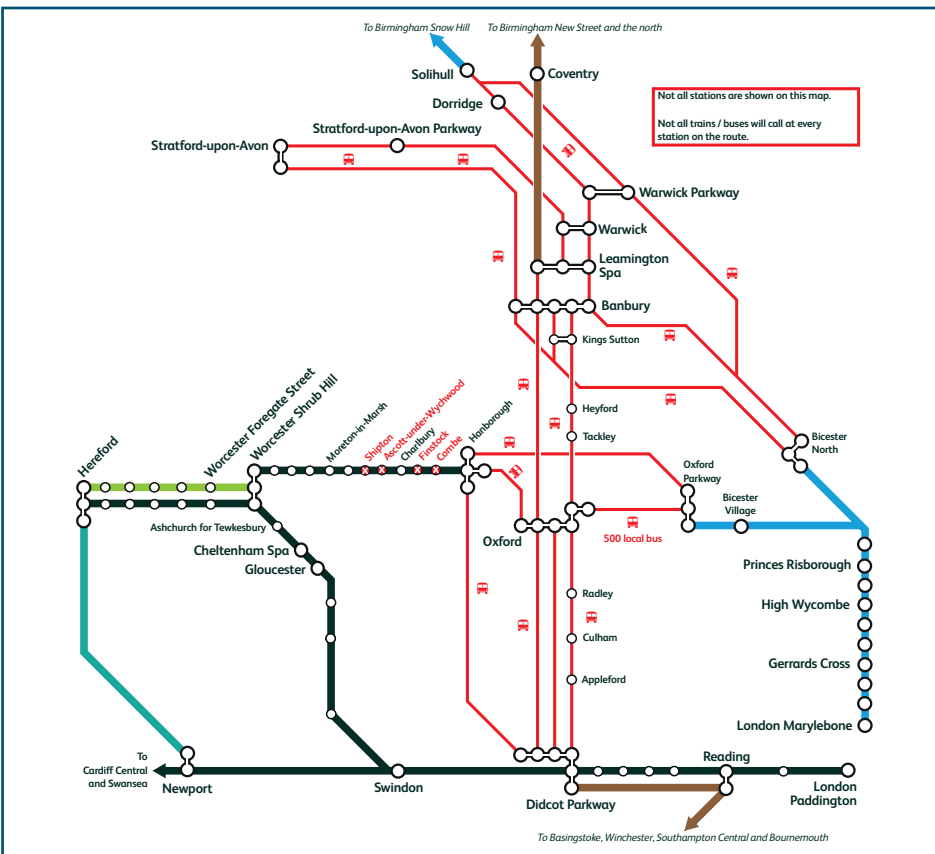 To Birmingham Snow Hill
To Birmingham New Street and the north
Solihull
Coventry
Dorridge
Not all stations are shown on this map.
Not all trains / buses will call at every
station on the route.
Stratford-upon-Avon Parkway
Stratford-upon-Avon
Warwick Parkway
Warwick
Leamington
Spa
Banbury
Kings Sutton
Worcester Foregate Street
Worcester Shrub Hill
Moreton-in-Marsh
Shipton
Ascott-under-Wychwood
Charlbury
Finstock
Combe
Hanborough
Heyford
Tackley
Hereford
Bicester
North
Oxford
Parkway
Bicester
Village
Ashchurch for Tewkesbury
Oxford
500 local bus
Cheltenham Spa
Gloucester
Princes Risborough
Radley
High Wycombe
Culham
Gerrards Cross
Appleford
London Marylebone
To
Cardiff Central
and Swansea
Newport
Swindon
Reading
Didcot Parkway
London
Paddington
To Basingstoke, Winchester, Southampton Central and Bournemouth